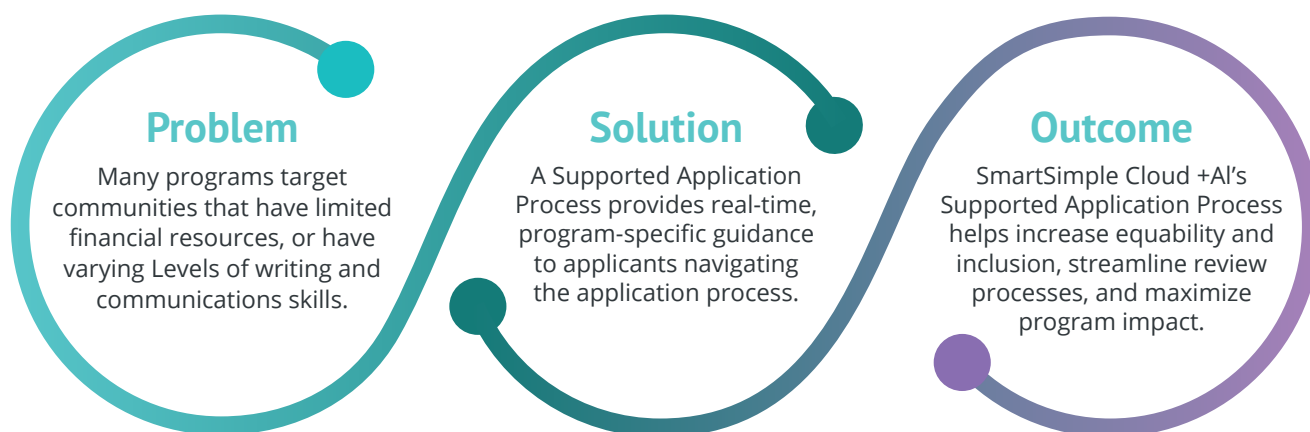 Problem
Many programs target
communities that have limited
financial resources, or have
varying Levels of writing and
communications skills.
Solution
A Supported Application
Process provides real-time,
program-specific guidance
to applicants navigating
the application process.
Outcome
SmartSimple Cloud +AI’s
Supported Application Process
helps increase equability and
inclusion, streamline review
processes, and maximize
program impact.